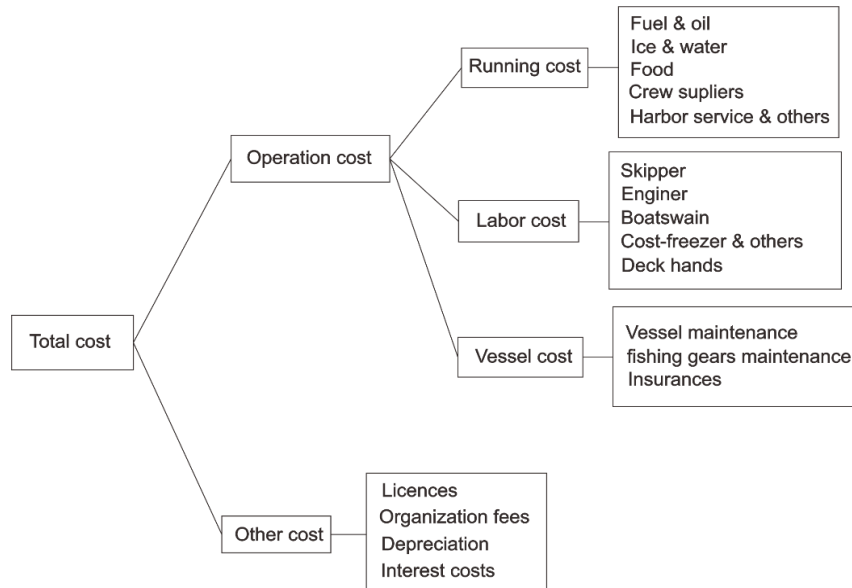 Fuel & oil
Ice & water
Food
Crew supliers
Harbor service & others
Running cost
Operation cost
Skipper
Enginer
Boatswain
Cost-freezer & others
Deck hands
Labor cost
Total cost
Vessel cost
Vessel maintenance
fishing gears maintenance
Insurances
Other cost
Licences
Organization fees
Depreciation
Interest costs